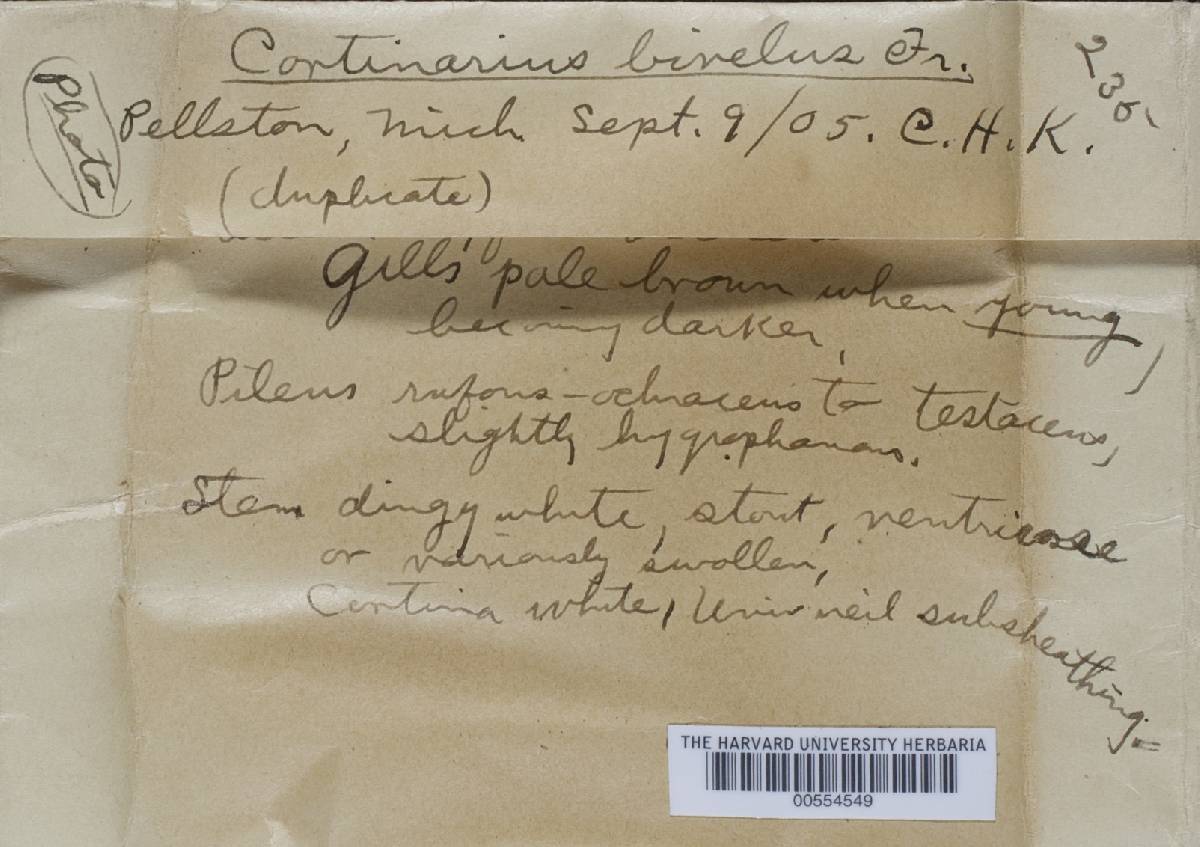 Cortinarius bivelus Fr.
230
Photo
Pellston, Mich Sept. 9/05. C.H.K.
(duplicate)
Gills pale brown when young,
becoming darker,
Pileus rufous-ochraceus to testaceus,
slightly hygrophanous.
Stem dingy white, stout, ventricose
or variously swollen,
Cortina white, Univ veil subsheathing-
THE HARVARD UNIVERSITY HERBARIA
00554549